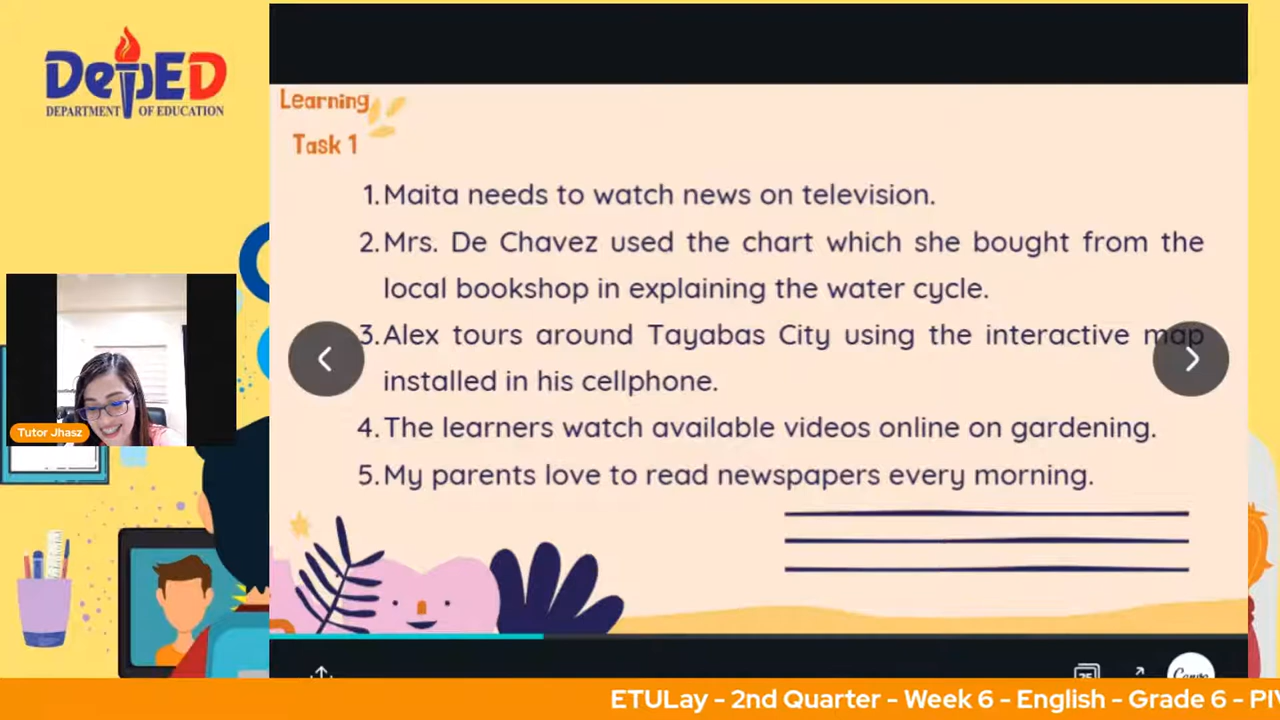 DepED
DEPARTMENT OF EDUCATION
Learning
Task 1
1. Maita needs to watch news on television.
2. Mrs. De Chavez used the chart which she bought from the
local bookshop in explaining the water cycle.
3. Alex tours around Tayabas City using the interactive map
installed in his cellphone.
4. The learners watch available videos online on gardening.
5. My parents love to read newspapers every morning.
Tutor Jhasz
25
Canva
ETULay - 2nd Quarter - Week 6 - English - Grade 6 - PIV